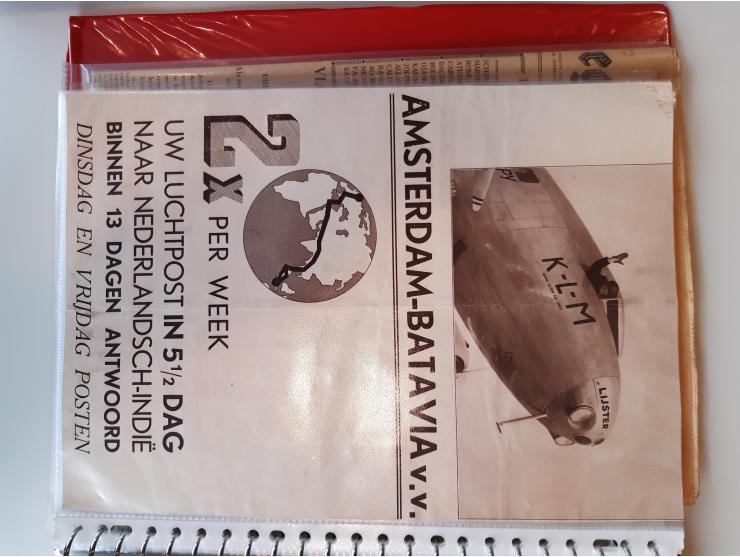 K-L-M
LIJSTER
AMSTERDAM-BATAVIA v.v.
2x PER WEEK
UW LUCHTPOST IN 5½ DAG
NAAR NEDERLANDSCH-INDIË
BINNEN 13 DAGEN ANTWOORD
DINSDAG EN VRIJDAG POSTEN